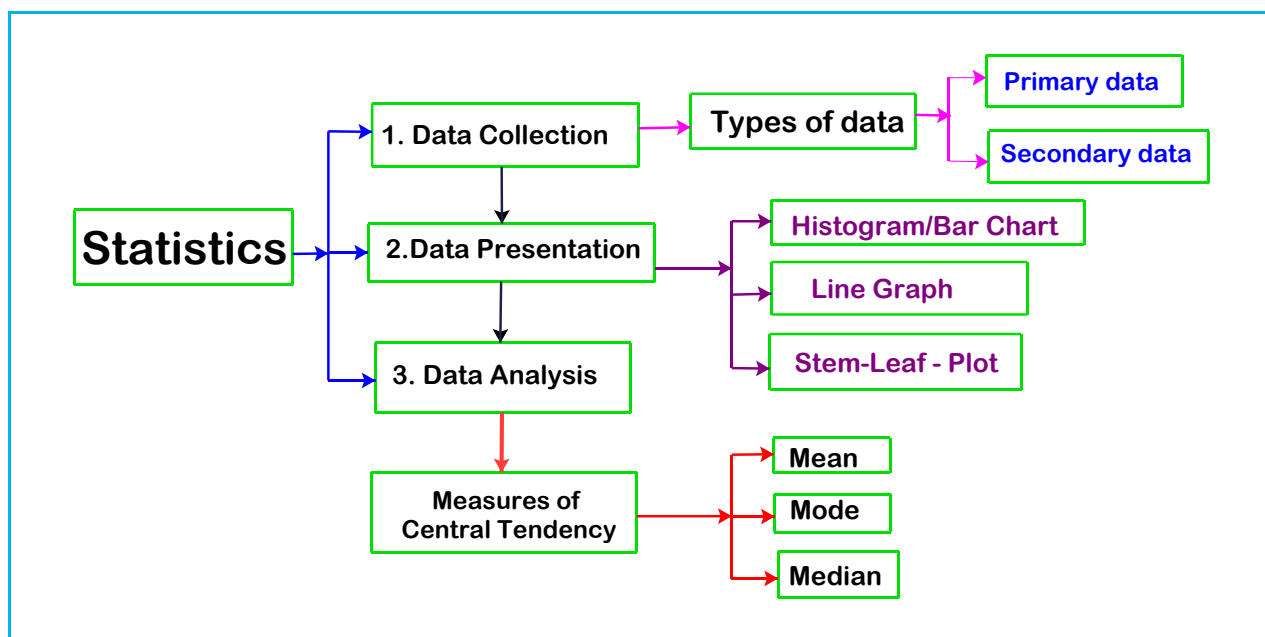 Statistics
1. Data Collection
Types of data
Primary data
Secondary data
2.Data Presentation
Histogram/Bar Chart
Line Graph
Stem-Leaf - Plot
3. Data Analysis
Measures of
Central Tendency
Mean
Mode
Median